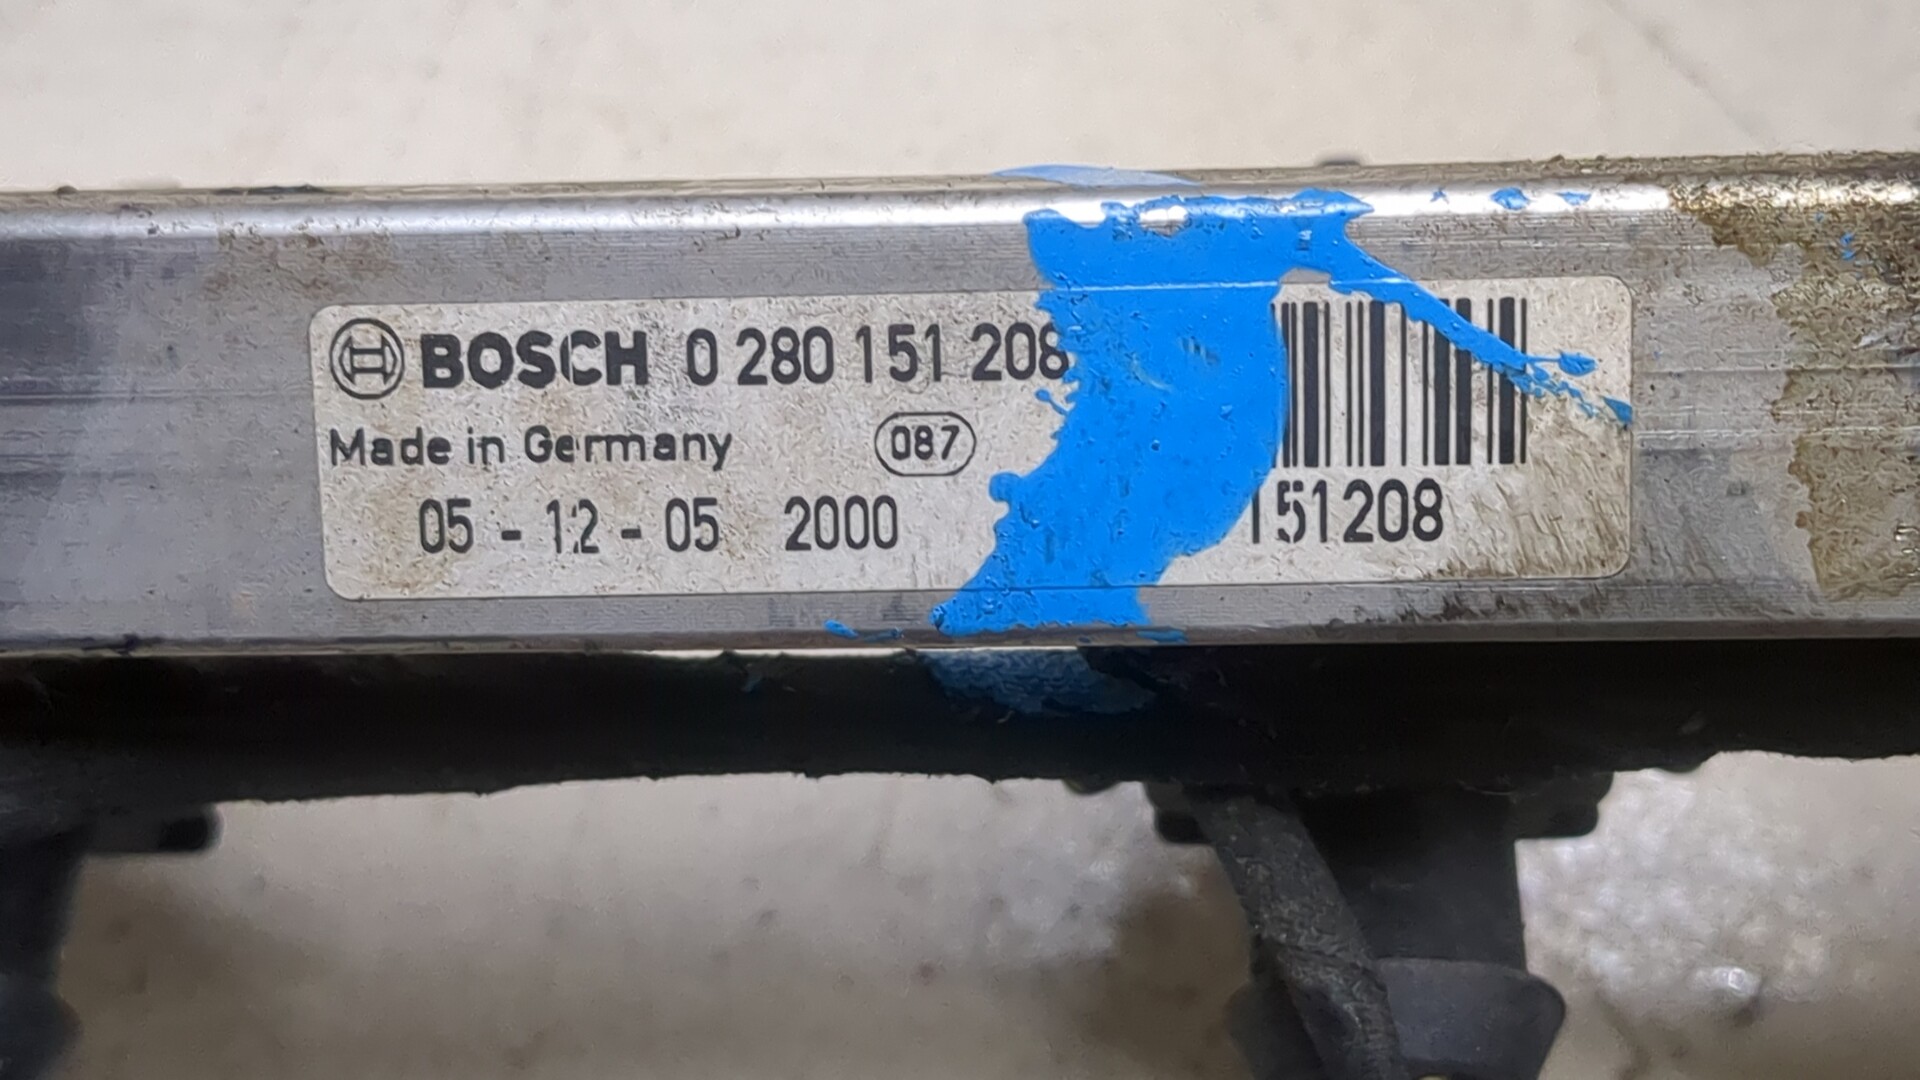 BOSCH 0 280 151 208
Made in Germany 087
05 - 12 - 05 2000
151208